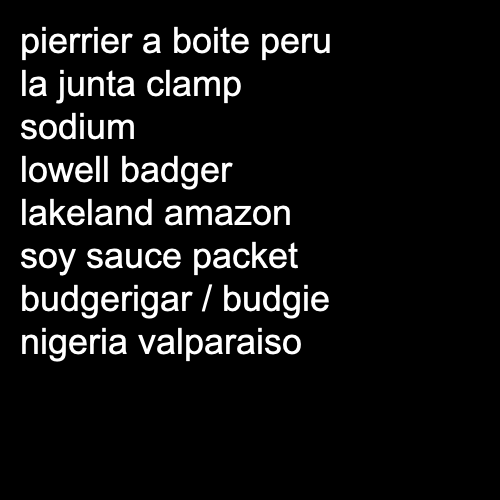 pierrier a boite peru
la junta clamp
sodium
lowell badger
lakeland amazon
soy sauce packet
budgerigar / budgie
nigeria valparaiso